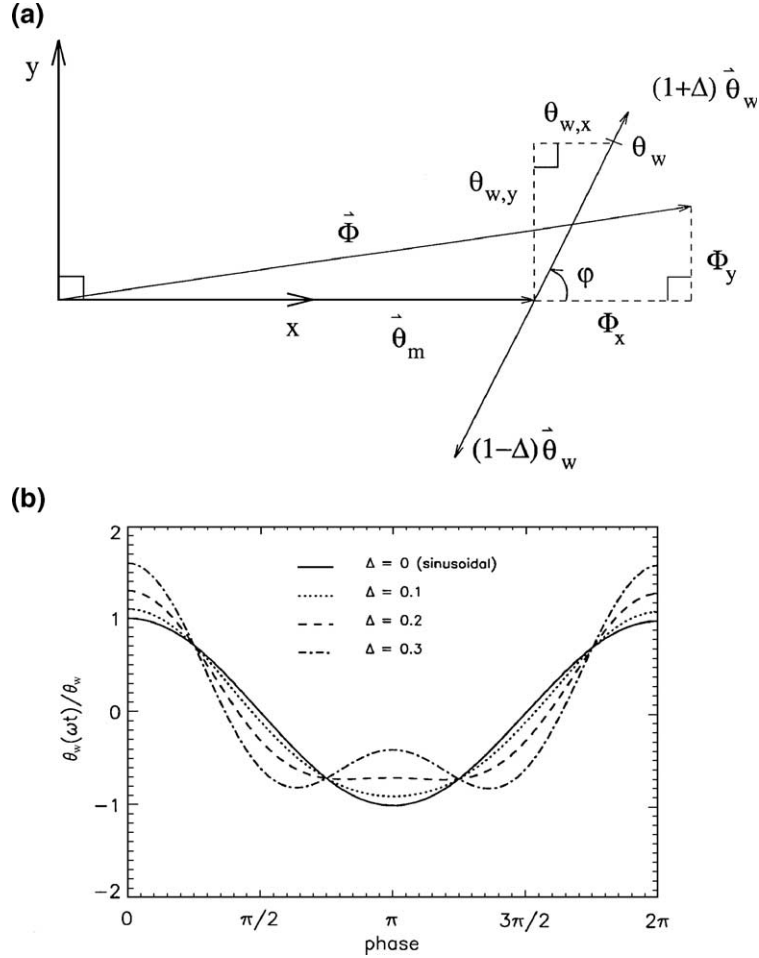 (a)
y
(1+Δ) θ⃗w
θw,x
θw
θw,y
Φ⃗
φ
Φy
x
θ⃗m
Φx
(1−Δ) θ⃗w
(b)
2
Δ = 0 (sinusoidal)
Δ = 0.1
Δ = 0.2
Δ = 0.3
1
0
−1
−2
θw(ωt)/θw
0
π/2
π
3π/2
2π
phase